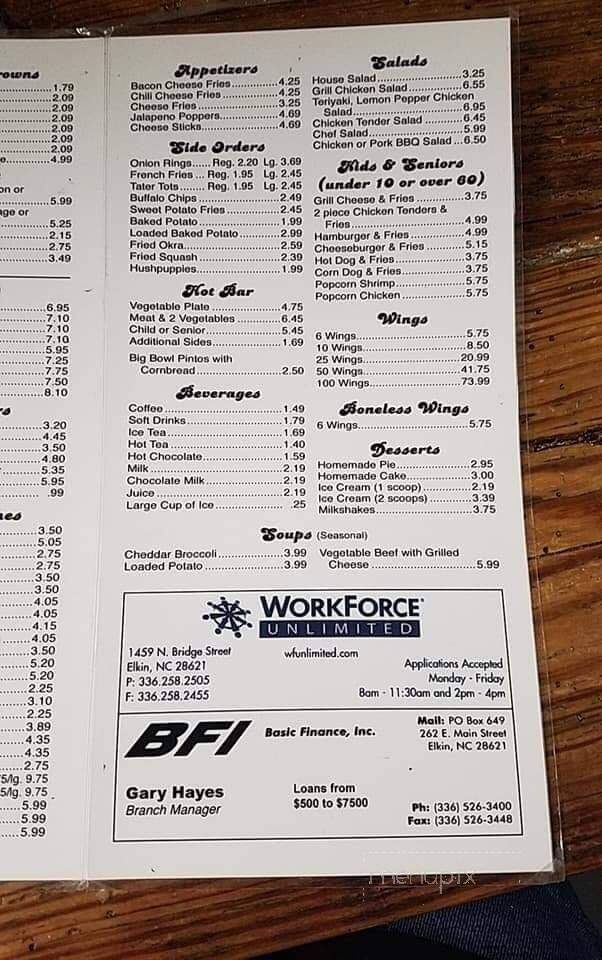 owns
1.79
2.09
2.09
2.09
2.09
2.09
e 4.99
on or
5.99
age or
5.25
2.15
2.75
3.49
6.95
7.10
7.10
7.10
5.95
7.25
7.75
7.50
8.10
rs
3.20
4.45
3.50
4.80
5.35
5.95
.99
hes
3.50
5.05
2.75
2.75
3.50
3.50
4.05
4.05
4.15
4.05
3.50
5.20
5.20
2.25
3.10
2.25
3.89
4.35
4.35
2.75
5/lg. 9.75
5/lg. 9.75
5.99
5.99
5.99
Appetizers
Bacon Cheese Fries 4.25
Chili Cheese Fries 4.25
Cheese Fries 3.25
Jalapeno Poppers 4.69
Cheese Sticks 4.69
Side Orders
Onion Rings...... Reg. 2.20 Lg. 3.69
French Fries ... Reg. 1.95 Lg. 2.45
Tater Tots ....... Reg. 1.95 Lg. 2.45
Buffalo Chips 2.49
Sweet Potato Fries 2.45
Baked Potato 1.99
Loaded Baked Potato 2.99
Fried Okra 2.59
Fried Squash 2.39
Hushpuppies 1.99
Hot Bar
Vegetable Plate 4.75
Meat & 2 Vegetables 6.45
Child or Senior 5.45
Additional Sides 1.69
Big Bowl Pintos with
Cornbread 2.50
Beverages
Coffee 1.49
Soft Drinks 1.79
Ice Tea 1.69
Hot Tea 1.40
Hot Chocolate 1.59
Milk 2.19
Chocolate Milk 2.19
Juice 2.19
Large Cup of Ice .25
Salads
House Salad 3.25
Grill Chicken Salad 6.55
Teriyaki, Lemon Pepper Chicken
Salad 6.95
Chicken Tender Salad 6.45
Chef Salad 5.99
Chicken or Pork BBQ Salad ...6.50
Kids & Seniors
(under 10 or over 60)
Grill Cheese & Fries 3.75
2 piece Chicken Tenders &
Fries 4.99
Hamburger & Fries 4.99
Cheeseburger & Fries 5.15
Hot Dog & Fries 3.75
Corn Dog & Fries 3.75
Popcorn Shrimp 5.75
Popcorn Chicken 5.75
Wings
6 Wings 5.75
10 Wings 8.50
25 Wings 20.99
50 Wings 41.75
100 Wings 73.99
Boneless Wings
6 Wings 5.75
Desserts
Homemade Pie 2.95
Homemade Cake 3.00
Ice Cream (1 scoop) 2.19
Ice Cream (2 scoops) 3.39
Milkshakes 3.75
Soups (Seasonal)
Cheddar Broccoli 3.99
Loaded Potato 3.99
Vegetable Beef with Grilled
Cheese 5.99
WORKFORCE®
UNLIMITED
1459 N. Bridge Street
Elkin, NC 28621
P: 336.258.2505
F: 336.258.2455
wfunlimited.com
Applications Accepted
Monday - Friday
8am - 11:30am and 2pm - 4pm
BFI
Basic Finance, Inc.
Mail: PO Box 649
262 E. Main Street
Elkin, NC 28621
Gary Hayes
Branch Manager
Loans from
$500 to $7500
Ph: (336) 526-3400
Fax: (336) 526-3448
menupix